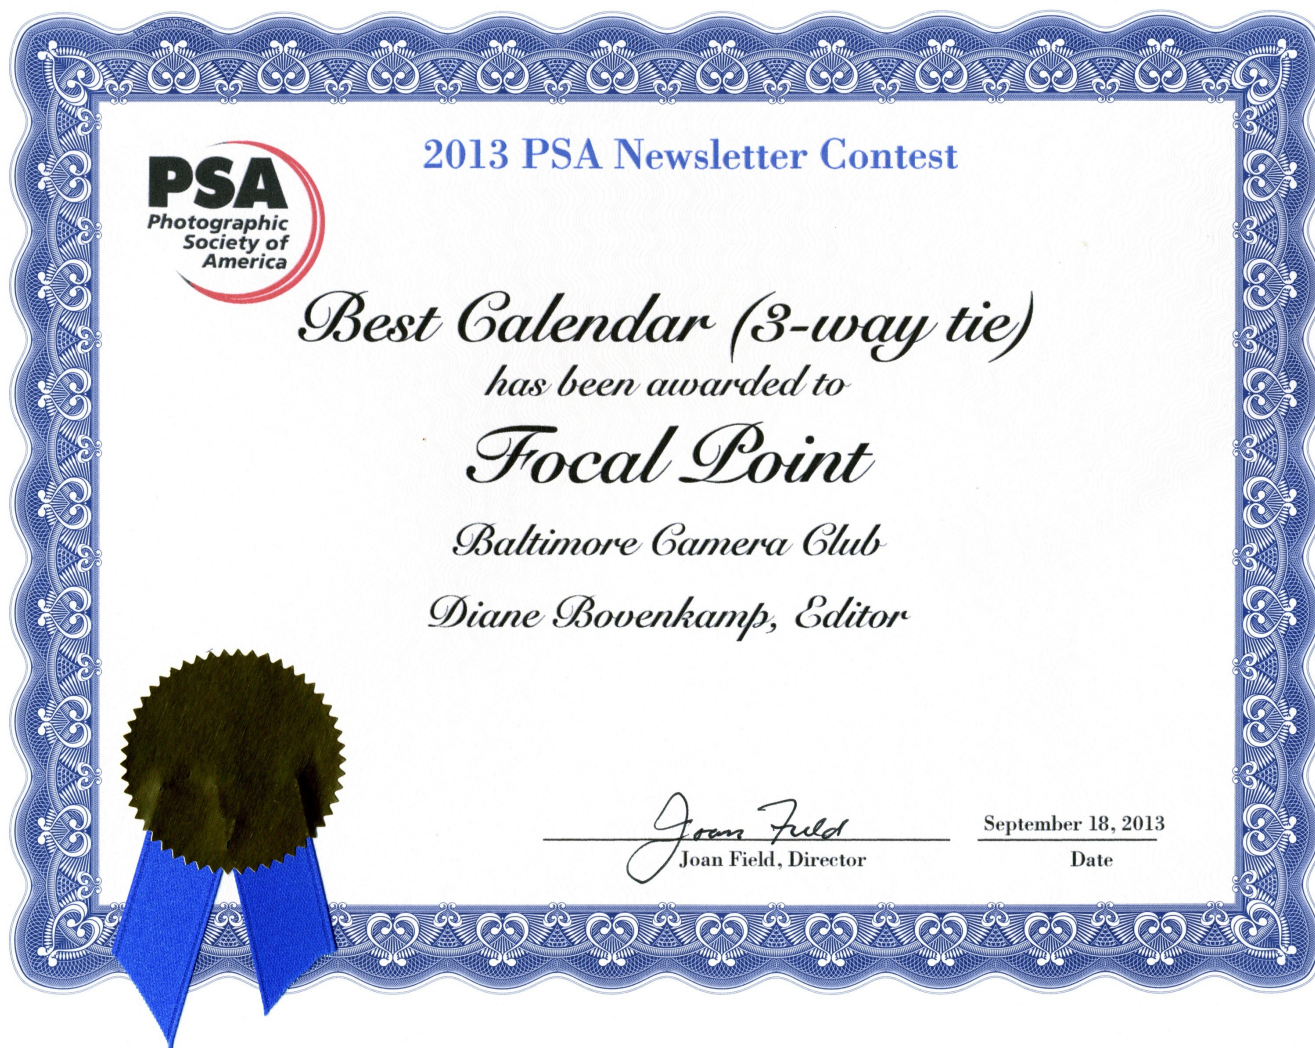 2013 PSA Newsletter Contest
PSA
Photographic
Society of
America
Best Calendar (3-way tie)
has been awarded to
Focal Point
Baltimore Camera Club
Diane Bovenkamp, Editor
Joan Field
Joan Field, Director
September 18, 2013
Date